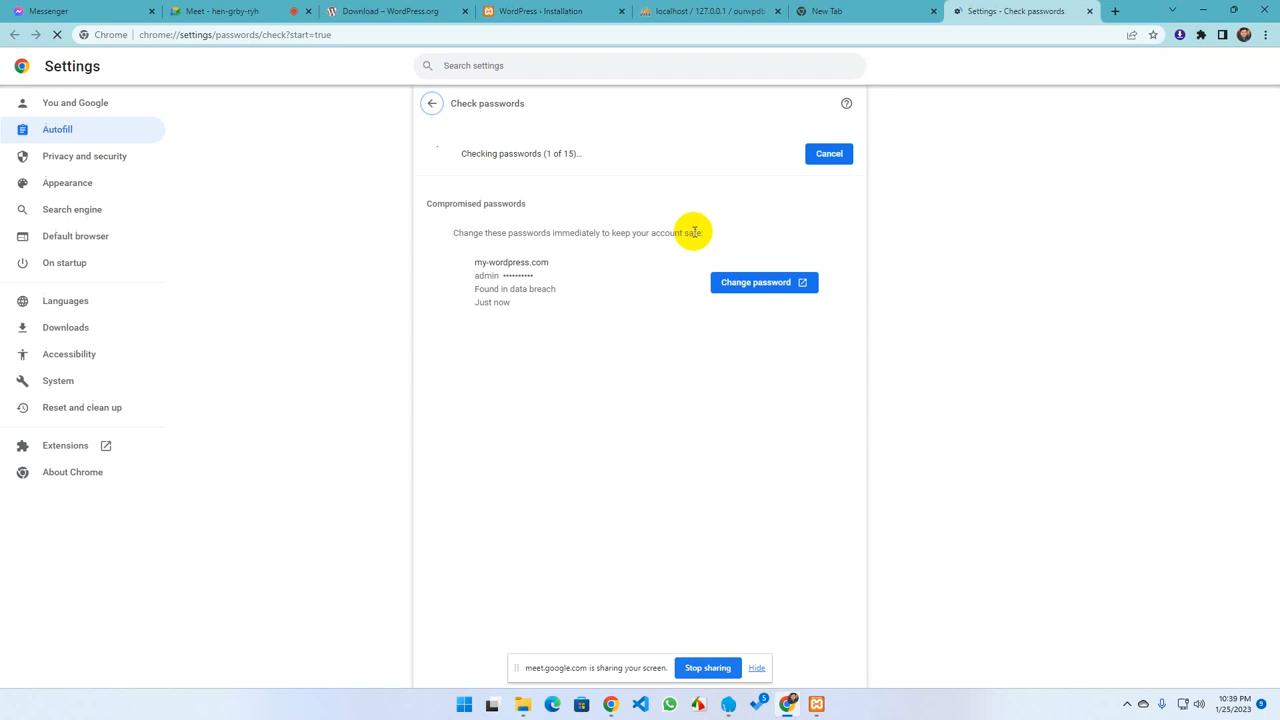 Messenger
Meet - hen-grby-ryh
Download – WordPress.org
WordPress › Installation
localhost / 127.0.0.1 / ourwpdb
New Tab
Settings - Check passwords
Chrome
chrome://settings/passwords/check?start=true
Settings
Search settings
You and Google
Autofill
Privacy and security
Appearance
Search engine
Default browser
On startup
Languages
Downloads
Accessibility
System
Reset and clean up
Extensions
About Chrome
Check passwords
Checking passwords (1 of 15)...
Cancel
Compromised passwords
Change these passwords immediately to keep your account safe:
my-wordpress.com
admin ••••••••••
Found in data breach
Just now
Change password
meet.google.com is sharing your screen.
Stop sharing
Hide
5
10:39 PM
1/25/2023